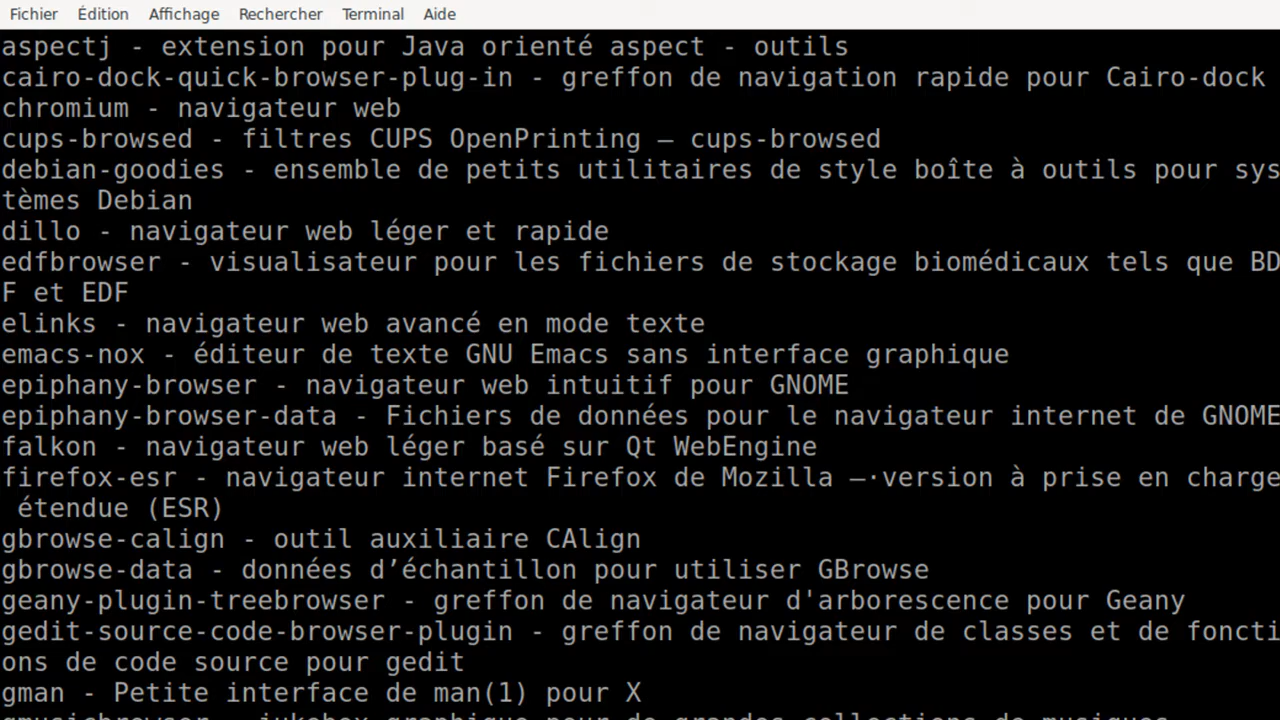 Fichier Édition Affichage Rechercher Terminal Aide
aspectj - extension pour Java orienté aspect - outils
cairo-dock-quick-browser-plug-in - greffon de navigation rapide pour Cairo-dock
chromium - navigateur web
cups-browsed - filtres CUPS OpenPrinting — cups-browsed
debian-goodies - ensemble de petits utilitaires de style boîte à outils pour sys
tèmes Debian
dillo - navigateur web léger et rapide
edfbrowser - visualisateur pour les fichiers de stockage biomédicaux tels que BD
F et EDF
elinks - navigateur web avancé en mode texte
emacs-nox - éditeur de texte GNU Emacs sans interface graphique
epiphany-browser - navigateur web intuitif pour GNOME
epiphany-browser-data - Fichiers de données pour le navigateur internet de GNOME
falkon - navigateur web léger basé sur Qt WebEngine
firefox-esr - navigateur internet Firefox de Mozilla —·version à prise en charge
étendue (ESR)
gbrowse-calign - outil auxiliaire CAlign
gbrowse-data - données d’échantillon pour utiliser GBrowse
geany-plugin-treebrowser - greffon de navigateur d'arborescence pour Geany
gedit-source-code-browser-plugin - greffon de navigateur de classes et de foncti
ons de code source pour gedit
gman - Petite interface de man(1) pour X
gmusicbrowser - jukebox graphique pour de grandes collections de musiques